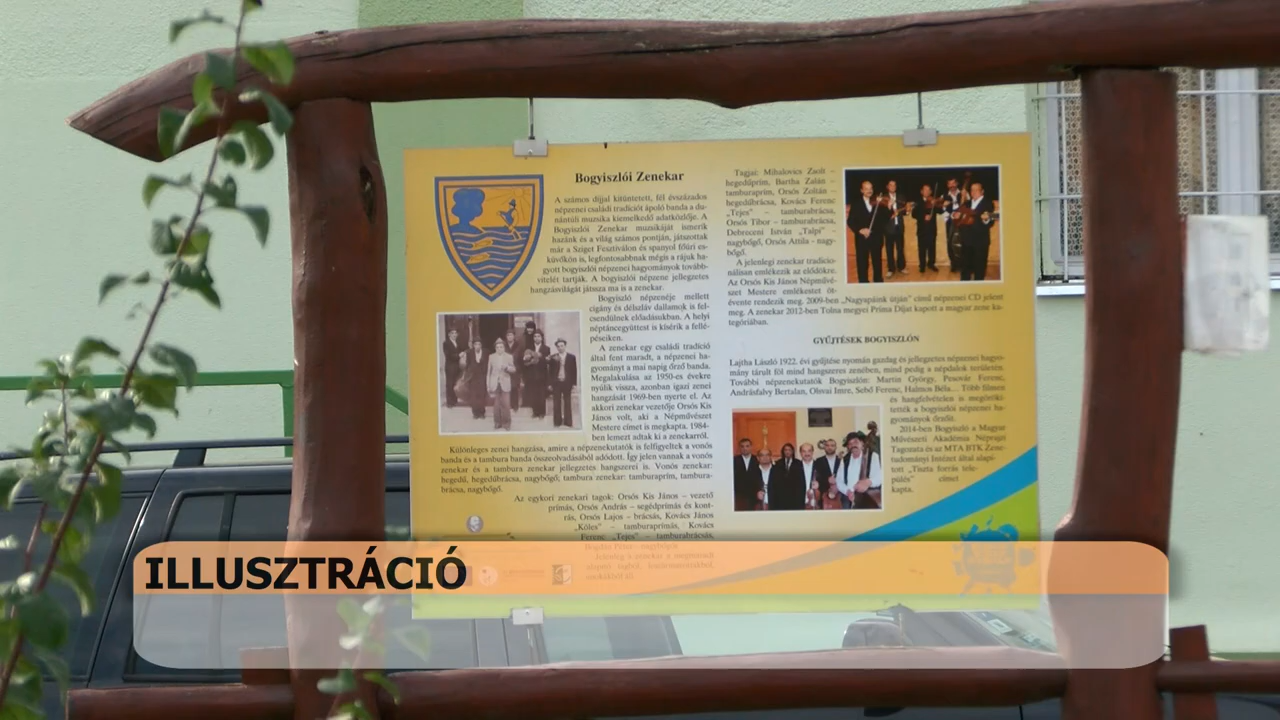 Bogyiszlói Zenekar
A számos díjjal kitüntetett, fél évszázados
népzenei családi tradíciót ápoló banda a du-
nántúli muzsika kiemelkedő adatközlője. A
Bogyiszlói Zenekar muzsikáját ismerik
hazánk és a világ számos pontján, játszottak
már a Sziget Fesztiválon és spanyol főúri es-
küvőkön is, legfontosabbnak mégis a rájuk ha-
gyott bogyiszlói népzenei hagyományok tovább-
vitelét tartják. A bogyiszlói népzene jellegzetes
hangzásvilágát játssza ma is a zenekar.
Bogyiszló népzenéje mellett
cigány és délszláv dallamok is fel-
csendülnek előadásukban. A helyi
néptáncegyüttest is kísérik a fellé-
péseiken.
A zenekar egy családi tradíció
által fent maradt, a népzenei ha-
gyományt a mai napig őrző banda.
Megalakulása az 1950-es évekre
nyúlik vissza, azonban igazi zenei
hangzását 1969-ben nyerte el. Az
akkori zenekar vezetője Orsós Kis
János volt, aki a Népművészet
Mestere címet is megkapta. 1984-
ben lemezt adtak ki a zenekarról.
Különleges zenei hangzása, amire a népzenekutatók is felfigyeltek a vonós
banda és a tambura banda összeolvadásából adódott. Így jelen vannak a vonós
zenekar és a tambura zenekar jellegzetes hangszerei is. Vonós zenekar:
hegedű, hegedűbrácsa, nagybőgő, tambura zenekar: tamburaprím, tambura-
brácsa, nagybőgő.
Az egykori zenekari tagok: Orsós Kis János – vezető
prímás, Orsós András – segédprímás és kont-
rás, Orsós Lajos – brácsás, Kovács János
„Köles” – tamburaprímás, Kovács
Ferenc „Tejes” – tamburabrácsás,
Tagjai: Mihalovics Zsolt –
hegedűprím, Bartha Zalán –
tamburaprím, Orsós Zoltán –
hegedűbrácsa, Kovács Ferenc
„Tejes” – tamburabrácsa,
Orsós Tibor – tamburabrácsa,
Debreceni István „Talpi” –
nagybőgő, Orsós Attila - nagy-
bőgő.
A jelenlegi zenekar tradicio-
nálisan emlékezik az elődökre.
Az Orsós Kis János Népművé-
szet Mestere emlékestet öt-
évente rendezik meg. 2009-ben „Nagyapáink útján” című népzenei CD jelent
meg. A zenekar 2012-ben Tolna megyei Príma Díjat kapott a magyar zene ka-
tegóriában.
GYŰJTÉSEK BOGYISZLÓN
Lajtha László 1922. évi gyűjtése nyomán gazdag és jellegzetes népzenei hagyo-
mány tárult föl mind hangszeres zenében, mind pedig a népdalok területén.
További népzenekutatók Bogyiszlón: Martin György, Pesovár Ferenc,
Andrásfalvy Bertalan, Olsvai Imre, Sebő Ferenc, Halmos Béla... Több filmen
és hangfelvételen is megörökí-
tették a bogyiszlói népzenei ha-
gyományok őrzőit.
2014-ben Bogyiszló a Magyar
Művészeti Akadémia Néprajzi
Tagozata és az MTA BTK Zene-
tudományi Intézet által alapí-
tott „Tiszta forrás tele-
pülés” címet
kapta.
ILLUSZTRÁCIÓ